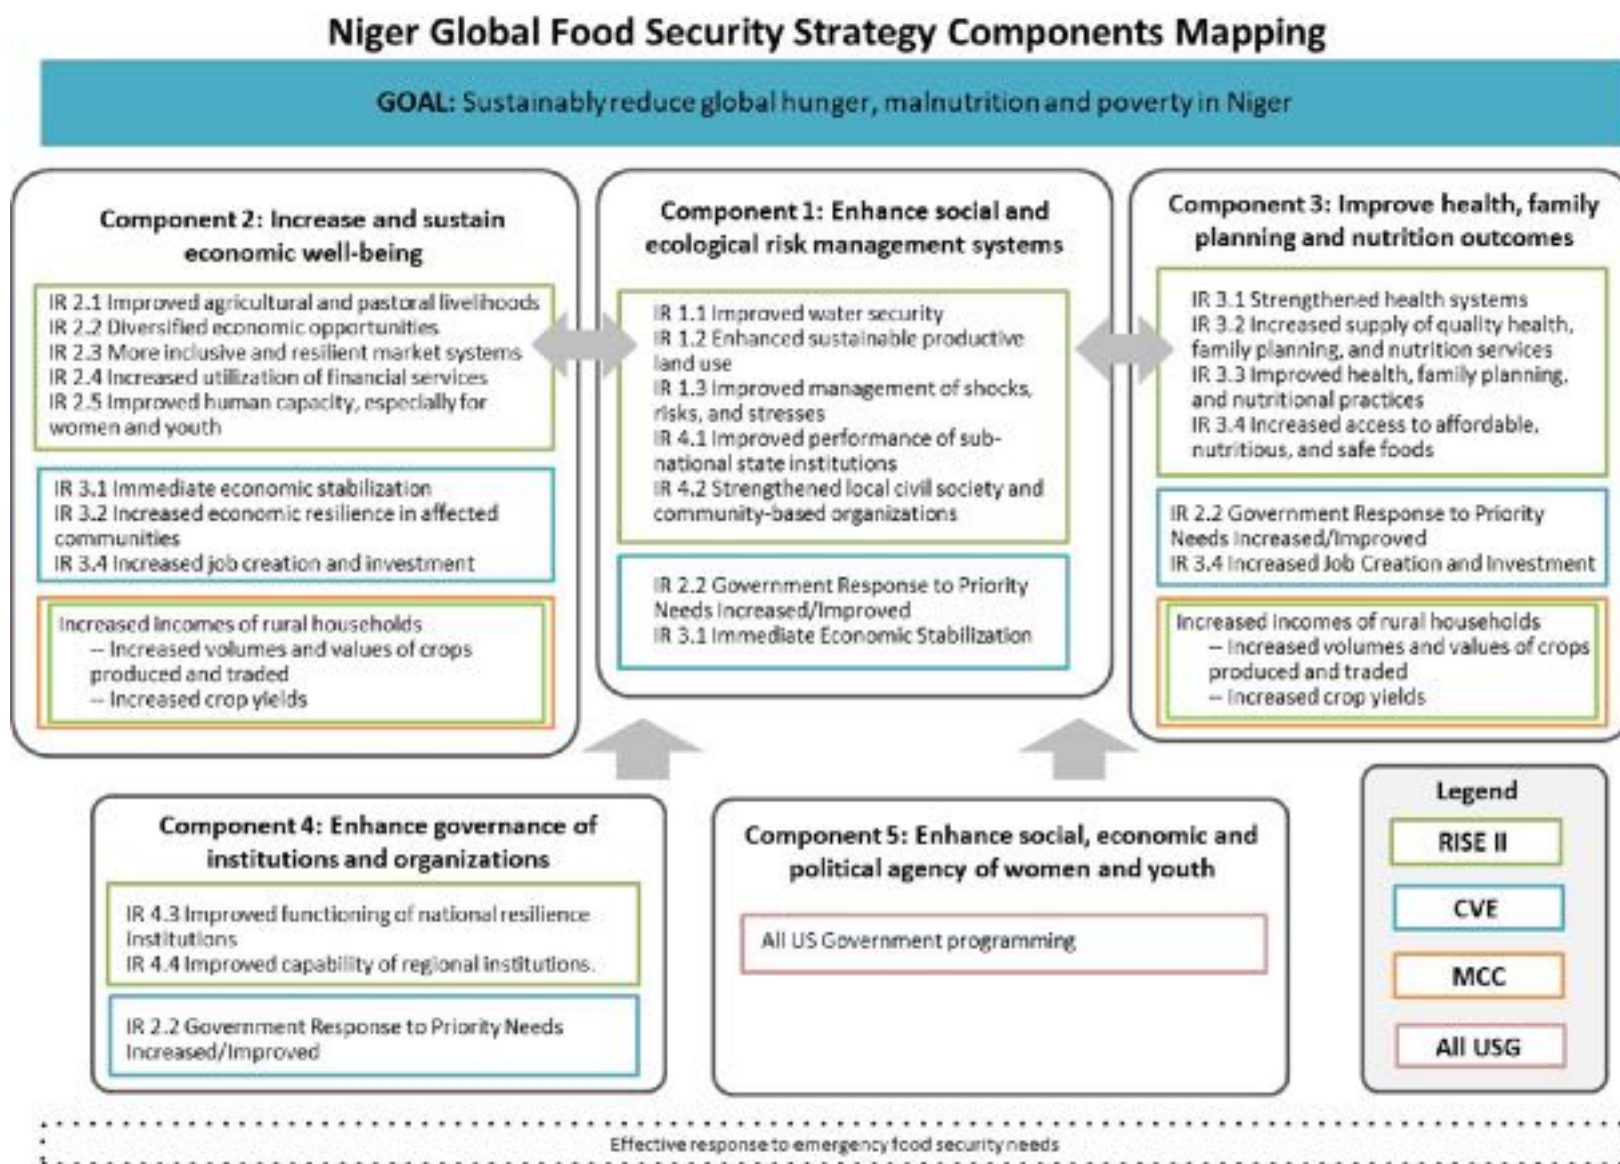 Niger Global Food Security Strategy Components Mapping
GOAL: Sustainably reduce global hunger, malnutrition and poverty in Niger
Component 2: Increase and sustain
economic well-being
IR 2.1 Improved agricultural and pastoral livelihoods
IR 2.2 Diversified economic opportunities
IR 2.3 More inclusive and resilient market systems
IR 2.4 Increased utilization of financial services
IR 2.5 Improved human capacity, especially for
women and youth
IR 3.1 Immediate economic stabilization
IR 3.2 Increased economic resilience in affected
communities
IR 3.4 Increased job creation and investment
Increased incomes of rural households
-- Increased volumes and values of crops
produced and traded
-- Increased crop yields
Component 1: Enhance social and
ecological risk management systems
IR 1.1 Improved water security
IR 1.2 Enhanced sustainable productive
land use
IR 1.3 Improved management of shocks,
risks, and stresses
IR 4.1 Improved performance of sub-
national state institutions
IR 4.2 Strengthened local civil society and
community-based organizations
IR 2.2 Government Response to Priority
Needs Increased/Improved
IR 3.1 Immediate Economic Stabilization
Component 3: Improve health, family
planning and nutrition outcomes
IR 3.1 Strengthened health systems
IR 3.2 Increased supply of quality health,
family planning, and nutrition services
IR 3.3 Improved health, family planning,
and nutritional practices
IR 3.4 Increased access to affordable,
nutritious, and safe foods
IR 2.2 Government Response to Priority
Needs Increased/Improved
IR 3.4 Increased Job Creation and Investment
Increased incomes of rural households
-- Increased volumes and values of crops
produced and traded
-- Increased crop yields
Component 4: Enhance governance of
institutions and organizations
IR 4.3 Improved functioning of national resilience
institutions
IR 4.4 Improved capability of regional institutions.
IR 2.2 Government Response to Priority Needs
Increased/Improved
Component 5: Enhance social, economic and
political agency of women and youth
All US Government programming
Legend
RISE II
CVE
MCC
All USG
Effective response to emergency food security needs